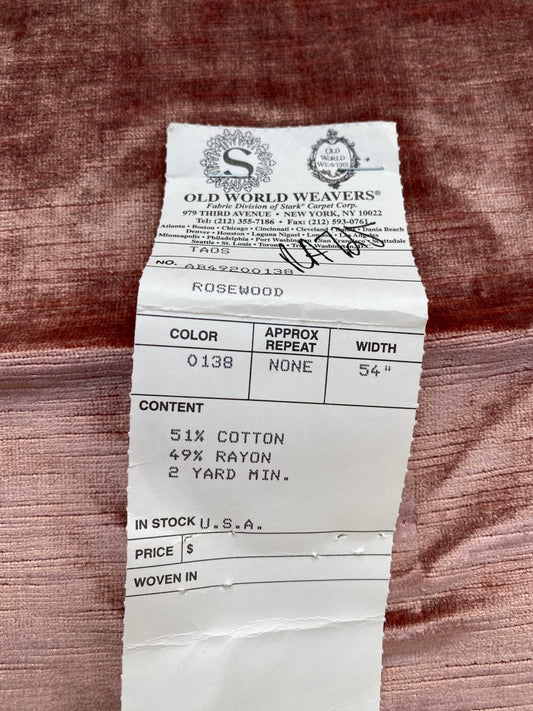 S
OLD
WORLD
WEAVERS
OLD WORLD WEAVERS®
Fabric Division of Stark® Carpet Corp.
979 THIRD AVENUE • NEW YORK, NY 10022
Tel: (212) 355-7186 • Fax: (212) 593-0761
Atlanta • Boston • Chicago • Cincinnati • Cleveland • Dania Beach
Denver • Houston • Laguna Niguel • Los Angeles
Minneapolis • Philadelphia • Port Washington • San Francisco • Scottsdale
Seattle • St. Louis • Toronto • Troy • Washington, D.C.
TAOS
NO. AB69200138
ROSEWOOD
COLOR APPROX REPEAT WIDTH
0138 NONE 54"
CONTENT
51% COTTON
49% RAYON
2 YARD MIN.
IN STOCK U.S.A.
PRICE $
WOVEN IN